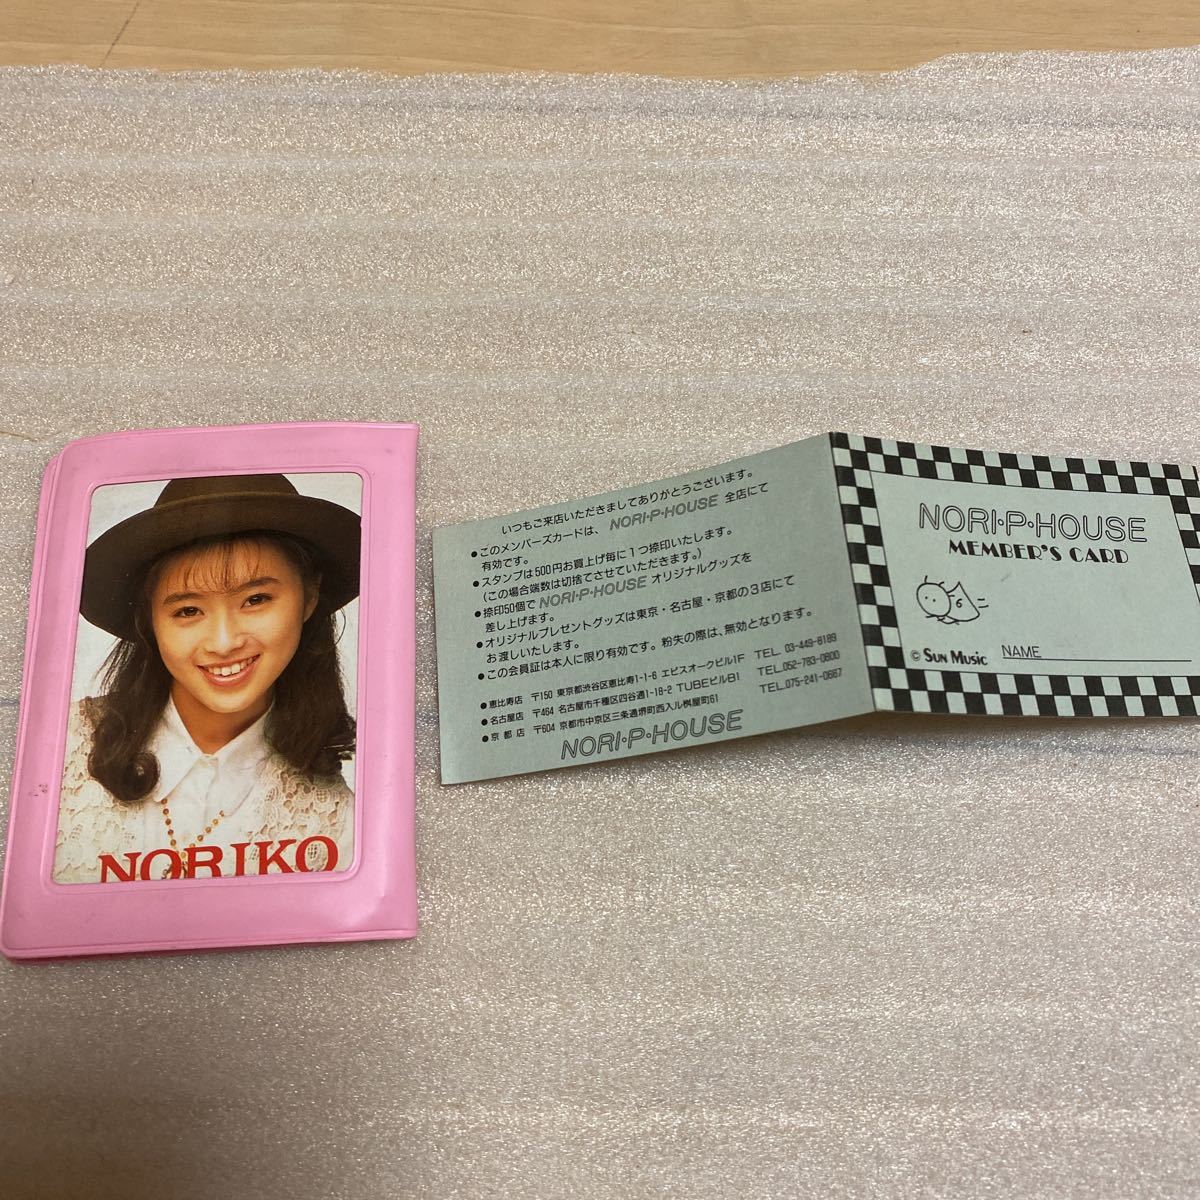 NORIKO
いつもご来店いただきましてありがとうございます。
●このメンバーズカードは、NORI・P・HOUSE 全店にて
有効です。
●スタンプは500円お買上げ毎に1つ捺印いたします。
(この場合端数は切捨てさせていただきます。)
●捺印50個でNORI・P・HOUSE オリジナルグッズを
差し上げます。
●オリジナルプレゼントグッズは東京・名古屋・京都の3店にて
お渡しいたします。
●この会員証は本人に限り有効です。粉失の際は、無効となります。
●恵比寿店 〒150 東京都渋谷区恵比寿1-1-6 エビスオークビル1F TEL 03-449-8189
●名古屋店 〒464 名古屋市千種区四谷通1-18-2 TUBEビルB1 TEL.052-783-0800
●京都店 〒604 京都市中京区三条通堺町西入ル桝屋町61 TEL.075-241-0667
NORI・P・HOUSE
NORI・P・HOUSE
MEMBER'S CARD
© SUN MUSIC NAME